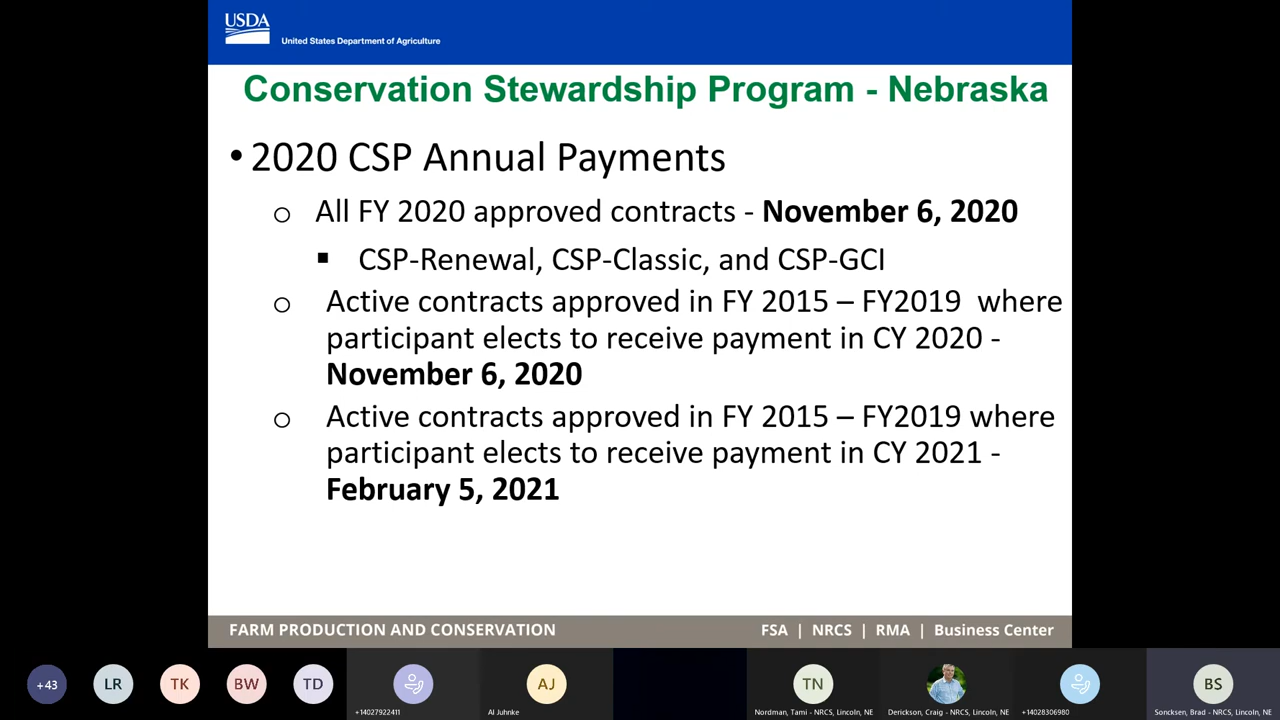 USDA
United States Department of Agriculture
Conservation Stewardship Program - Nebraska
• 2020 CSP Annual Payments
o All FY 2020 approved contracts - November 6, 2020
▪ CSP-Renewal, CSP-Classic, and CSP-GCI
o Active contracts approved in FY 2015 – FY2019 where
participant elects to receive payment in CY 2020 -
November 6, 2020
o Active contracts approved in FY 2015 – FY2019 where
participant elects to receive payment in CY 2021 -
February 5, 2021
FARM PRODUCTION AND CONSERVATION FSA | NRCS | RMA | Business Center
+43 LR TK BW TD AJ TN BS
+14027922411 Al Juhnke Nordman, Tami - NRCS, Lincoln, NE Derickson, Craig - NRCS, Lincoln, NE +14028306980 Soncksen, Brad - NRCS, Lincoln, NE